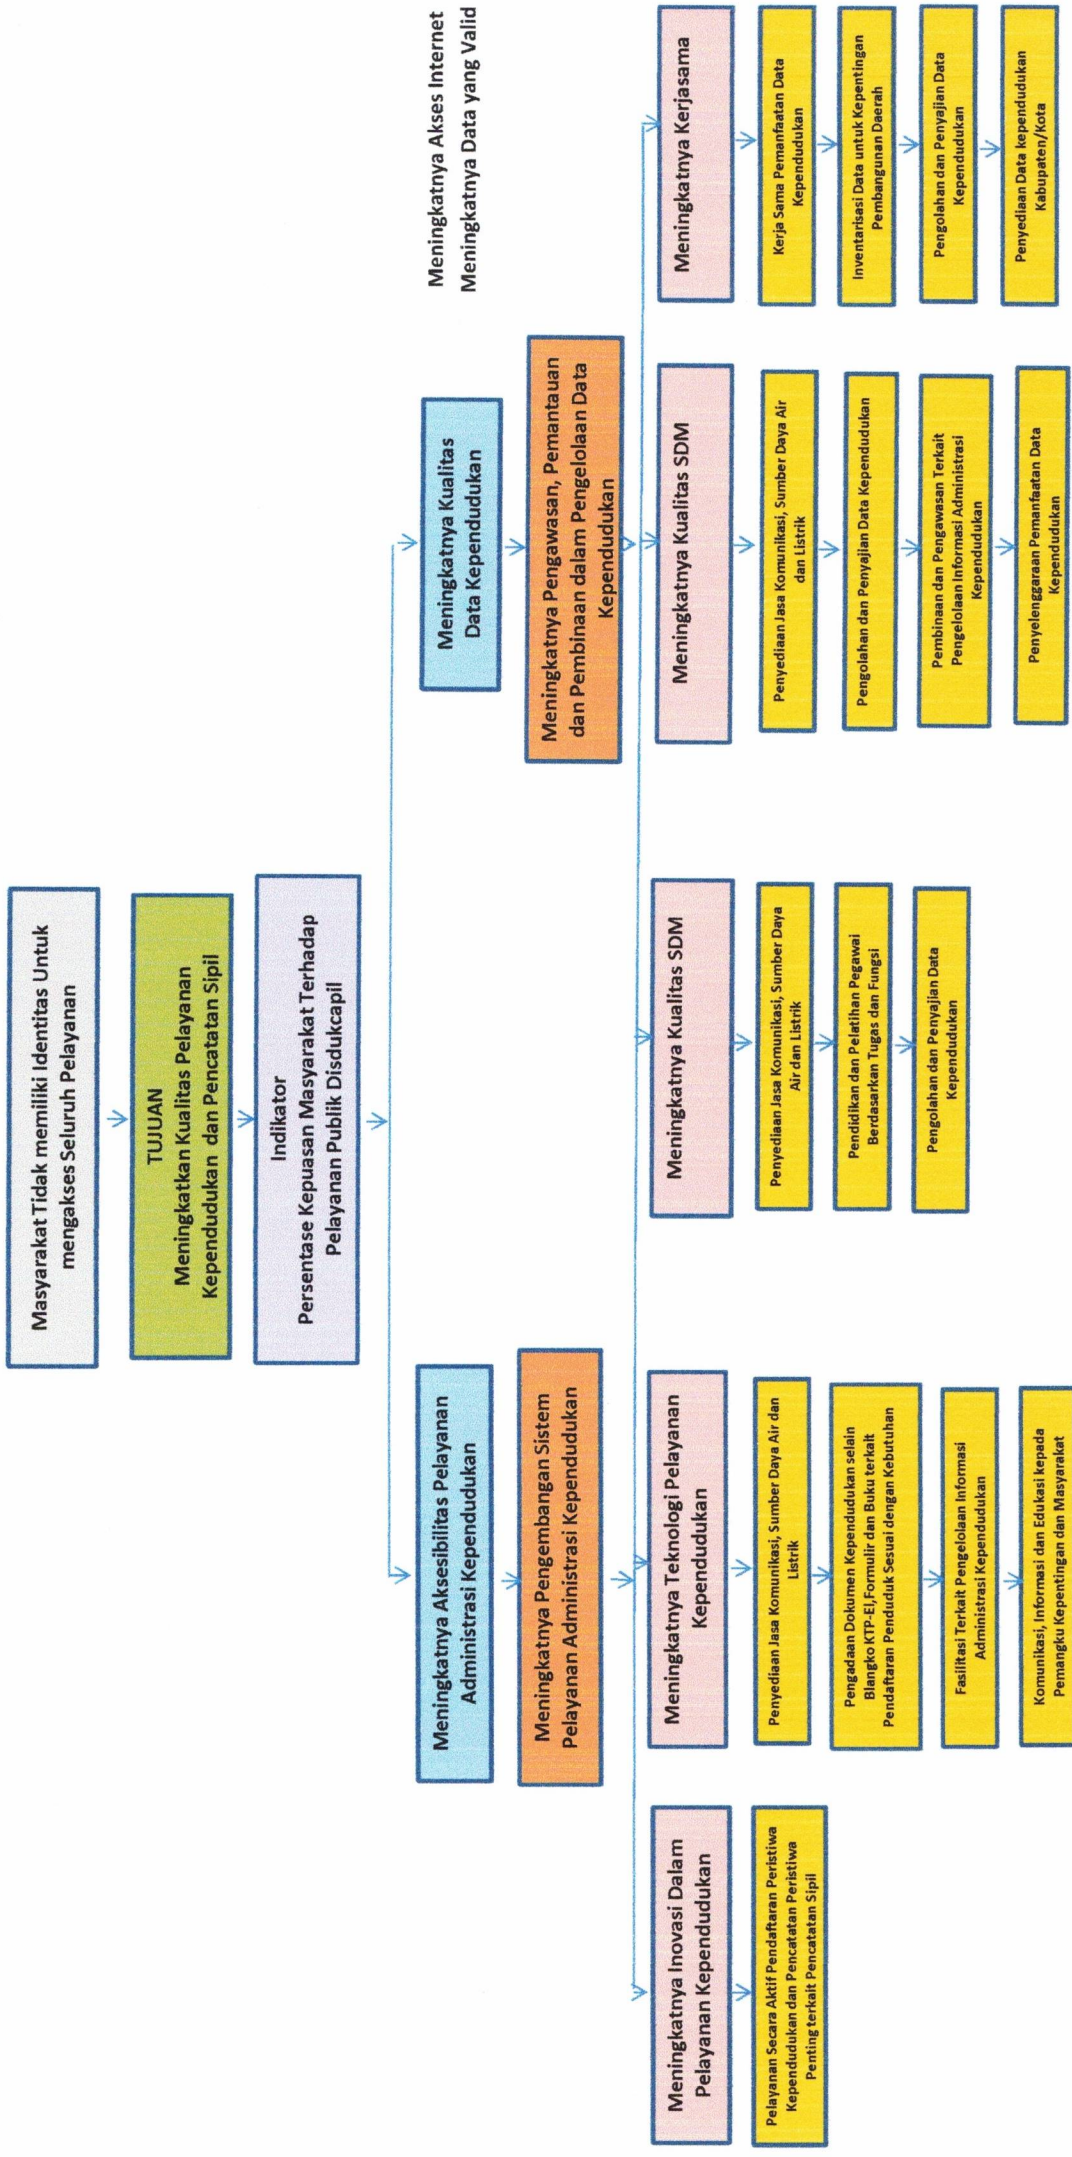 Masyarakat Tidak memiliki Identitas Untuk
mengakses Seluruh Pelayanan
TUJUAN
Meningkatkan Kualitas Pelayanan
Kependudukan dan Pencatatan Sipil
Indikator
Persentase Kepuasan Masyarakat Terhadap
Pelayanan Publik Disdukcapil
Meningkatnya Aksesibilitas Pelayanan
Administrasi Kependudukan
Meningkatnya Kualitas
Data Kependudukan
Meningkatnya Akses Internet
Meningkatnya Data yang Valid
Meningkatnya Pengembangan Sistem
Pelayanan Administrasi Kependudukan
Meningkatnya Pengawasan, Pemantauan
dan Pembinaan dalam Pengelolaan Data
Kependudukan
Meningkatnya Inovasi Dalam
Pelayanan Kependudukan
Pelayanan Secara Aktif Pendaftaran Peristiwa
Kependudukan dan Pencatatan Peristiwa
Penting terkait Pencatatan Sipil
Meningkatnya Teknologi Pelayanan
Kependudukan
Penyediaan Jasa Komunikasi, Sumber Daya Air dan
Listrik
Pengadaan Dokumen Kependudukan selain
Blangko KTP-El,Formulir dan Buku terkait
Pendaftaran Penduduk Sesuai dengan Kebutuhan
Fasilitasi Terkait Pengelolaan Informasi
Administrasi Kependudukan
Komunikasi, Informasi dan Edukasi kepada
Pemangku Kepentingan dan Masyarakat
Meningkatnya Kualitas SDM
Penyediaan Jasa Komunikasi, Sumber Daya
Air dan Listrik
Pendidikan dan Pelatihan Pegawai
Berdasarkan Tugas dan Fungsi
Pengolahan dan Penyajian Data
Kependudukan
Meningkatnya Kualitas SDM
Penyediaan Jasa Komunikasi, Sumber Daya Air
dan Listrik
Pengolahan dan Penyajian Data Kependudukan
Pembinaan dan Pengawasan Terkait
Pengelolaan Informasi Administrasi
Kependudukan
Penyelenggaraan Pemanfaatan Data
Kependudukan
Meningkatnya Kerjasama
Kerja Sama Pemanfaatan Data
Kependudukan
Inventarisasi Data untuk Kepentingan
Pembangunan Daerah
Pengolahan dan Penyajian Data
Kependudukan
Penyediaan Data kependudukan
Kabupaten/Kota